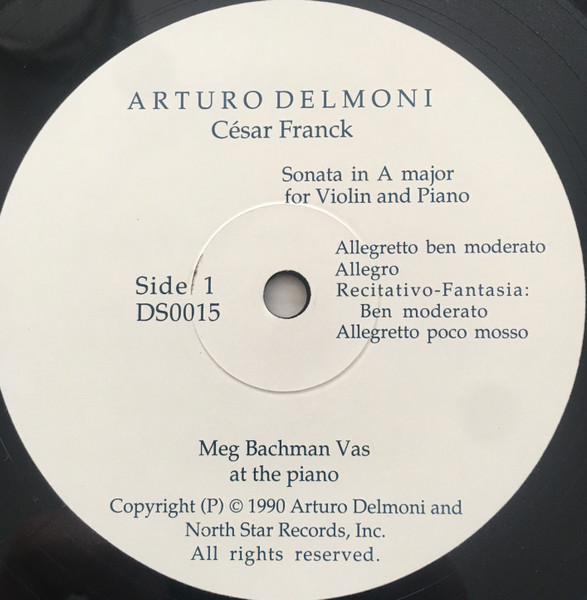 ARTURO DELMONI
César Franck
Sonata in A major
for Violin and Piano
Allegretto ben moderato
Allegro
Recitativo-Fantasia:
Ben moderato
Allegretto poco mosso
Side 1
DS0015
Meg Bachman Vas
at the piano
Copyright (P) © 1990 Arturo Delmoni and
North Star Records, Inc.
All rights reserved.